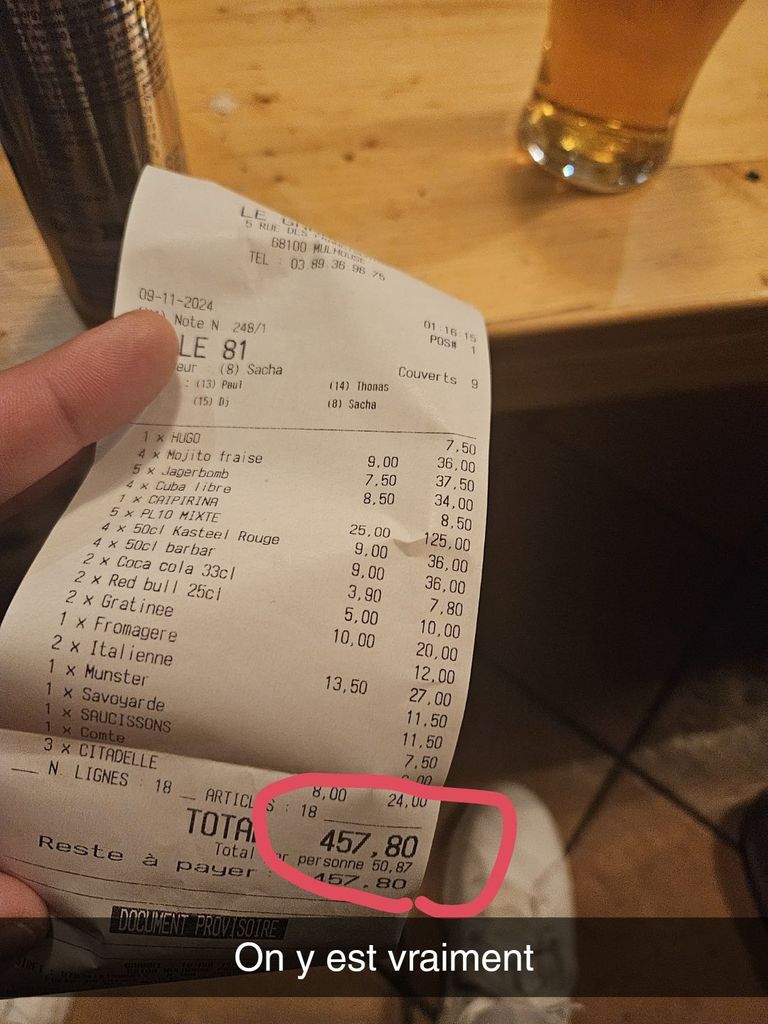 LE
5 RUE DES
68100 MULHOUSE
TEL : 03 89 36 96 75
09-11-2024 01:16:15
Note N 248/1 POS# 1
LE 81
eur : (8) Sacha Couverts 9
: (13) Paul (14) Thomas
(15) Dj (8) Sacha
1 x HUGO 7,50
4 x Mojito fraise 9,00 36,00
5 x Jagerbomb 7,50 37,50
4 x Cuba libre 8,50 34,00
1 x CAIPIRINA 8,50
5 x PL10 MIXTE 25,00 125,00
4 x 50cl Kasteel Rouge 9,00 36,00
4 x 50cl barbar 9,00 36,00
2 x Coca cola 33cl 3,90 7,80
2 x Red bull 25cl 5,00 10,00
2 x Gratinee 10,00 20,00
1 x Fromagere 12,00
2 x Italienne 13,50 27,00
1 x Munster 11,50
1 x Savoyarde 11,50
1 x SAUCISSONS 7,50
1 x Comte
3 x CITADELLE 8,00 24,00
N. LIGNES : 18 ARTICLES : 18
TOTA 457,80
Total personne 50,87
Reste à payer : 457,80
DOCUMENT PROVISOIRE
On y est vraiment